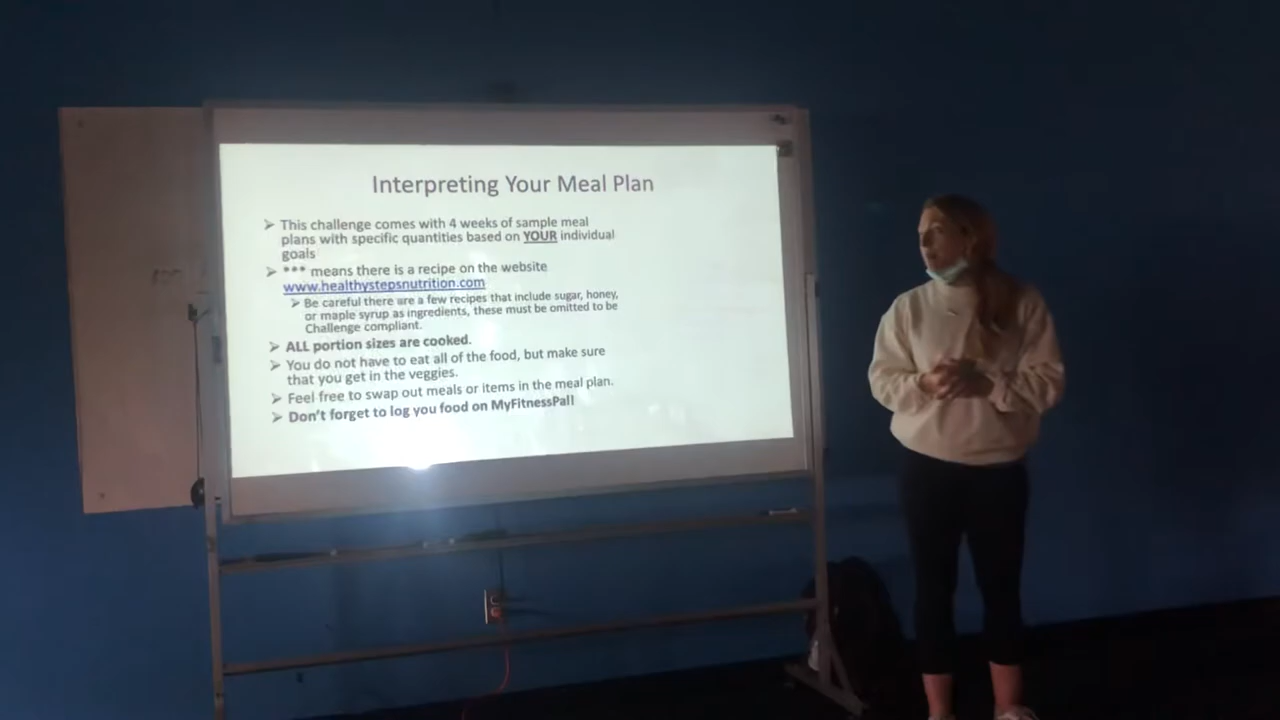 Interpreting Your Meal Plan
➢ This challenge comes with 4 weeks of sample meal
plans with specific quantities based on YOUR individual
goals
➢ *** means there is a recipe on the website
www.healthystepsnutrition.com
➢ Be careful there are a few recipes that include sugar, honey,
or maple syrup as ingredients, these must be omitted to be
Challenge compliant.
➢ ALL portion sizes are cooked.
➢ You do not have to eat all of the food, but make sure
that you get in the veggies.
➢ Feel free to swap out meals or items in the meal plan.
➢ Don't forget to log you food on MyFitnessPal!